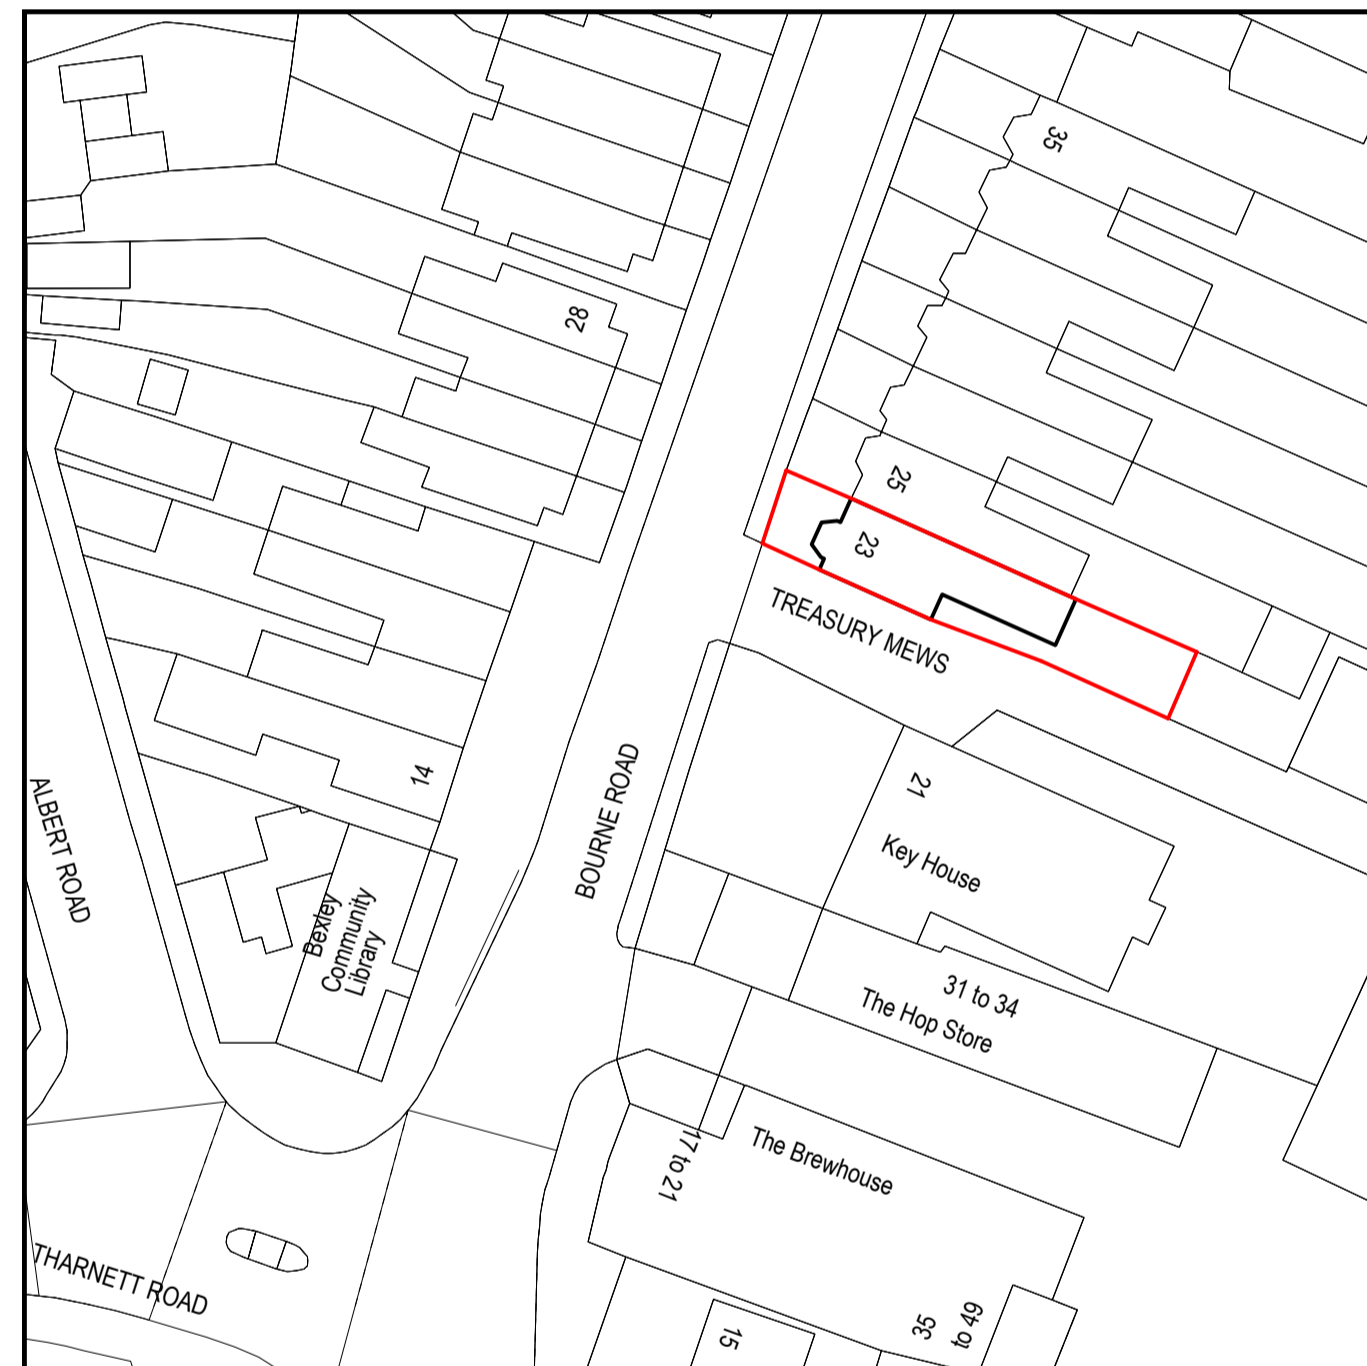 35
28
25
23
TREASURY MEWS
14
21
Key House
BOURNE ROAD
ALBERT ROAD
Bexley
Community
Library
31 to 34
The Hop Store
17 to 21
The Brewhouse
THARNETT ROAD
15
35
to 49